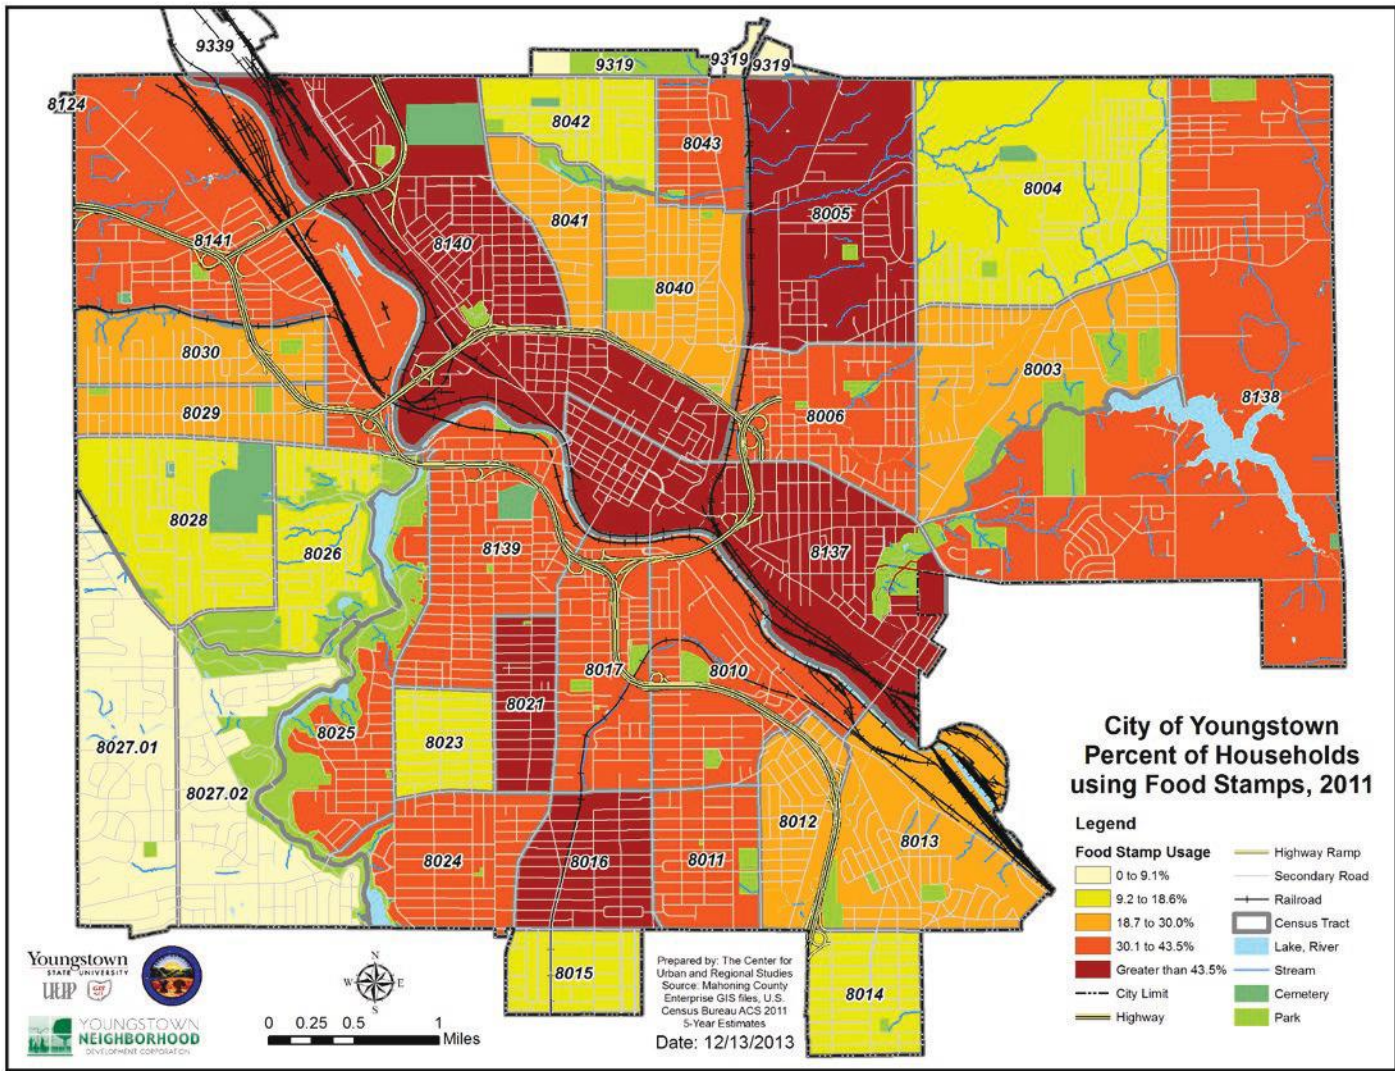 9339
9319
9319
9319
8124
8042
8043
8004
8005
8041
8141
8140
8040
8030
8003
8138
8029
8006
8028
8026
8139
8137
8017
8010
8021
8025
8023
8027.01
8027.02
8012
8013
8024
8016
8011
8015
8014
City of Youngstown
Percent of Households
using Food Stamps, 2011
Legend
Food Stamp Usage
0 to 9.1%
9.2 to 18.6%
18.7 to 30.0%
30.1 to 43.5%
Greater than 43.5%
City Limit
Highway
Highway Ramp
Secondary Road
Railroad
Census Tract
Lake, River
Stream
Cemetery
Park
Youngstown
STATE UNIVERSITY
YOUNGSTOWN
NEIGHBORHOOD
DEVELOPMENT CORPORATION
N
W E
S
0 0.25 0.5 1
Miles
Prepared by: The Center for
Urban and Regional Studies
Source: Mahoning County
Enterprise GIS files, U.S.
Census Bureau ACS 2011
5-Year Estimates
Date: 12/13/2013